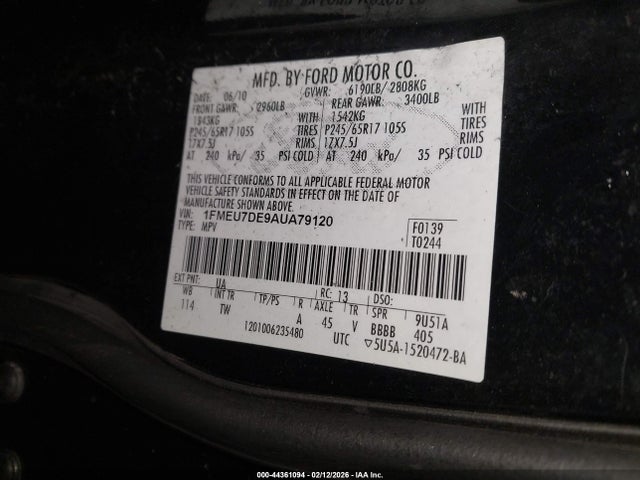 MFD. BY FORD MOTOR CO.
DATE: 06/10 GVWR: 6190LB/ 2808KG
FRONT GAWR: 2960LB REAR GAWR: 3400LB
1343KG WITH 1542KG WITH
P245/65R17 105S TIRES P245/65R17 105S TIRES
17X7.5J RIMS 17X7.5J RIMS
AT 240 kPa/ 35 PSI COLD AT 240 kPa/ 35 PSI COLD
THIS VEHICLE CONFORMS TO ALL APPLICABLE FEDERAL MOTOR
VEHICLE SAFETY STANDARDS IN EFFECT ON THE DATE OF
MANUFACTURE SHOWN ABOVE.
VIN: 1FMEU7DE9AUA79120
TYPE: MPV
F0139
T0244
EXT PNT: UA RC: 13 DSO:
WB INT TR TP/PS R AXLE TR SPR 9U51A
114 TW A 45 V BBBB 405
1201006235480 UTC ▽5U5A-1520472-BA
000-44361094 - 02/12/2026 - IAA Inc.